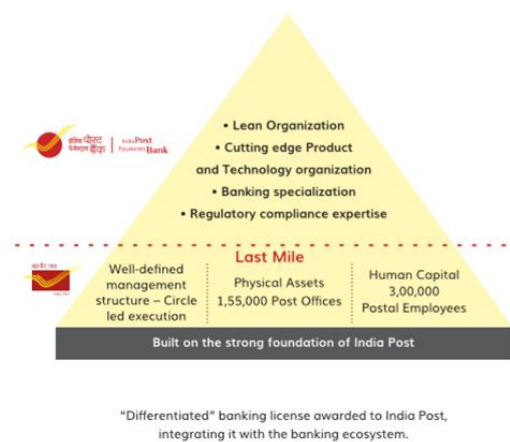 • Lean Organization
• Cutting edge Product
and Technology organization
• Banking specialization
• Regulatory compliance expertise
इंडिया पोस्ट
पेमेंट्स बैंक
IndiaPost
Payments Bank
Last Mile
भारतीय डाक
India Post
Well-defined
management
structure – Circle
led execution
Physical Assets
1,55,000 Post Offices
Human Capital
3,00,000
Postal Employees
Built on the strong foundation of India Post
"Differentiated" banking license awarded to India Post,
integrating it with the banking ecosystem.